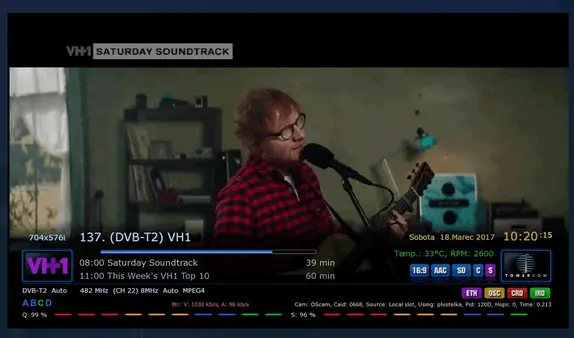 VH1 SATURDAY SOUNDTRACK
704x576i
137. (DVB-T2) VH1
Sobota 18.Marec 2017
10:20:15
VH1
08:00 Saturday Soundtrack 39 min
11:00 This Week's VH1 Top 10 60 min
Temp.: 33°C, RPM: 2600
16:9 AAC SD C S
TOWERCOM
DVB-T2 Auto 482 MHz (CH 22) 8MHz Auto MPEG4
ETH OSC CRD IRD
ABCD
Btr: V: 1232 kb/s, A: 96 kb/s
Cam: OScam, Caid: 0668, Source: Local slot, Using: plustelka, Pid: 120D, Hops: 0, Time: 0.213
Q: 99 %
S: 96 %